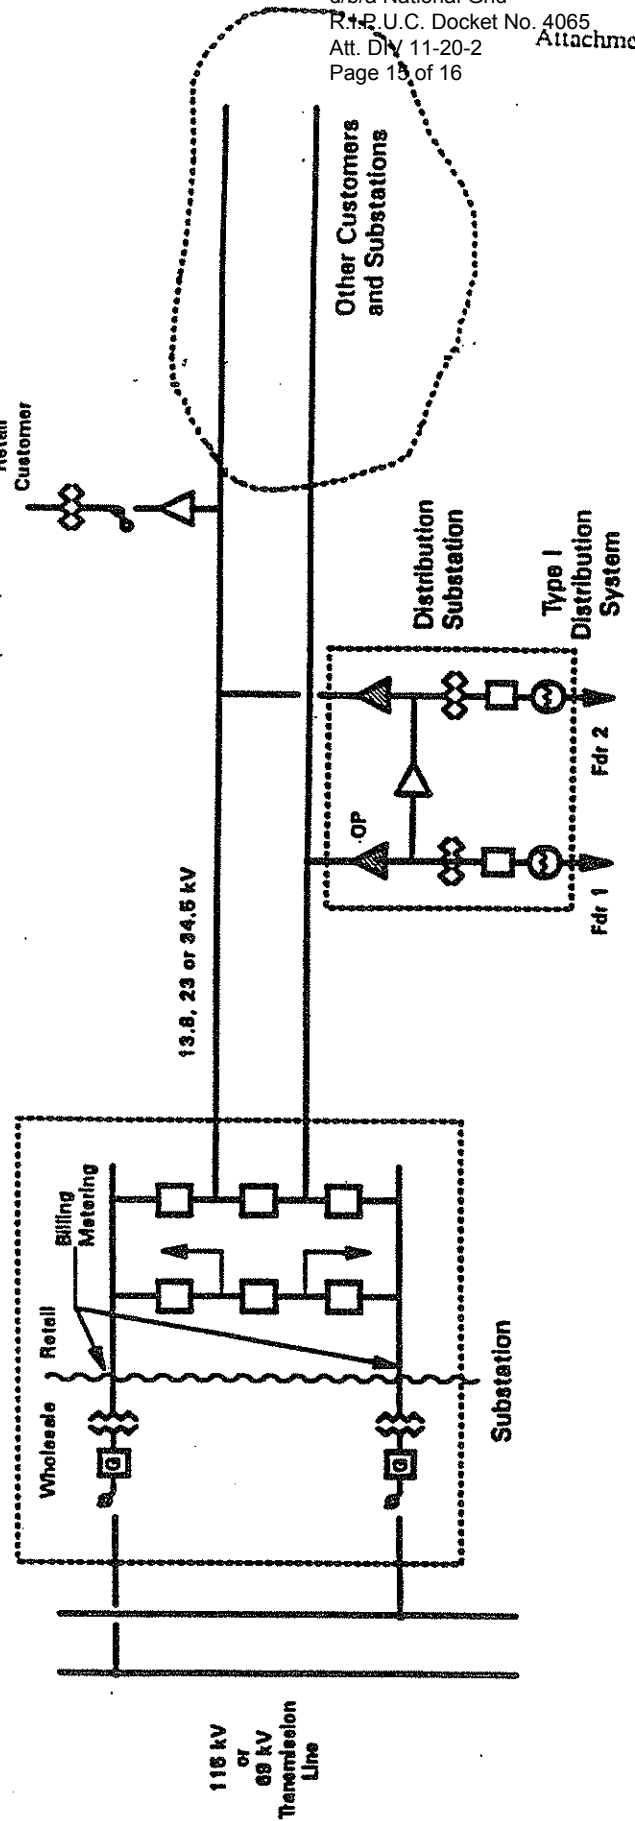 d/b/a National Grid
R.I.P.U.C. Docket No. 4065
Att. DIV 11-20-2
Page 15 of 16
Attachme
Retail
Customer
Other Customers
and Substations
13.8, 23 or 34.5 kV
Distribution
Substation
Type I
Distribution
System
OP
Fdr 1
Fdr 2
Billing
Metering
Wholesale
Retail
G
G
Substation
115 kV
or
69 kV
Transmission
Line